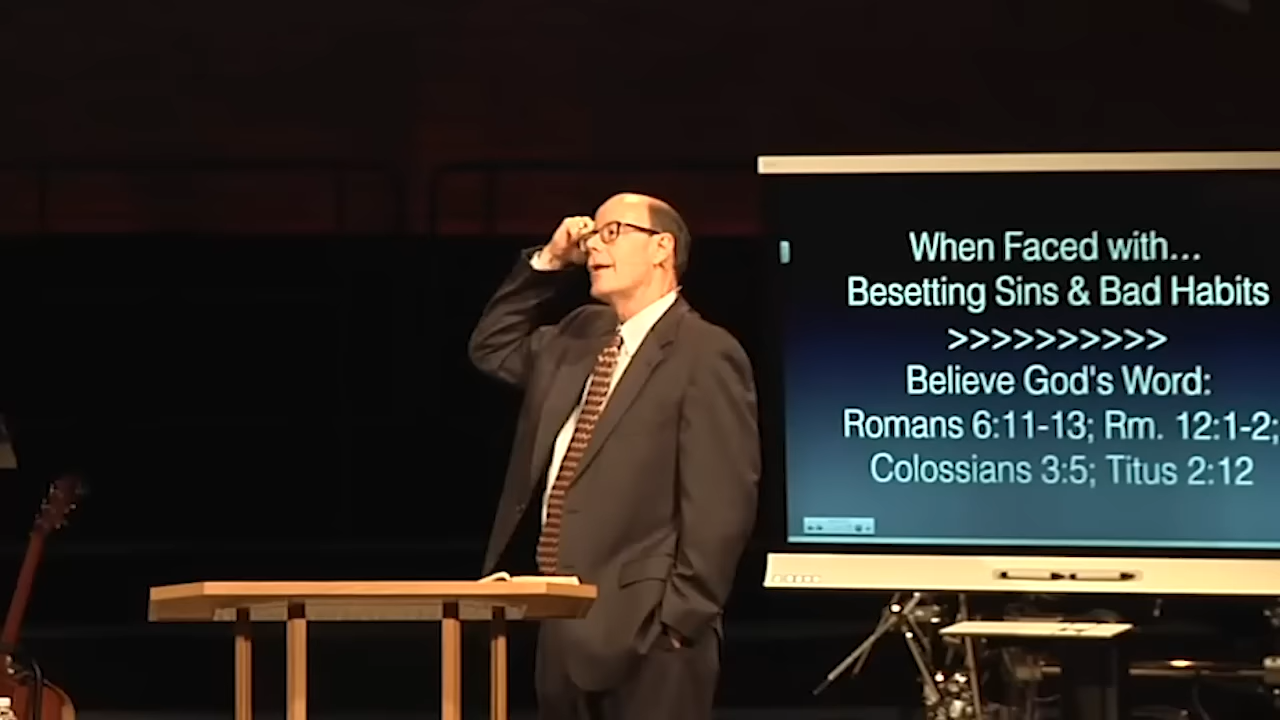 When Faced with...
Besetting Sins & Bad Habits
>>>>>>>>>>
Believe God's Word:
Romans 6:11-13; Rm. 12:1-2;
Colossians 3:5; Titus 2:12